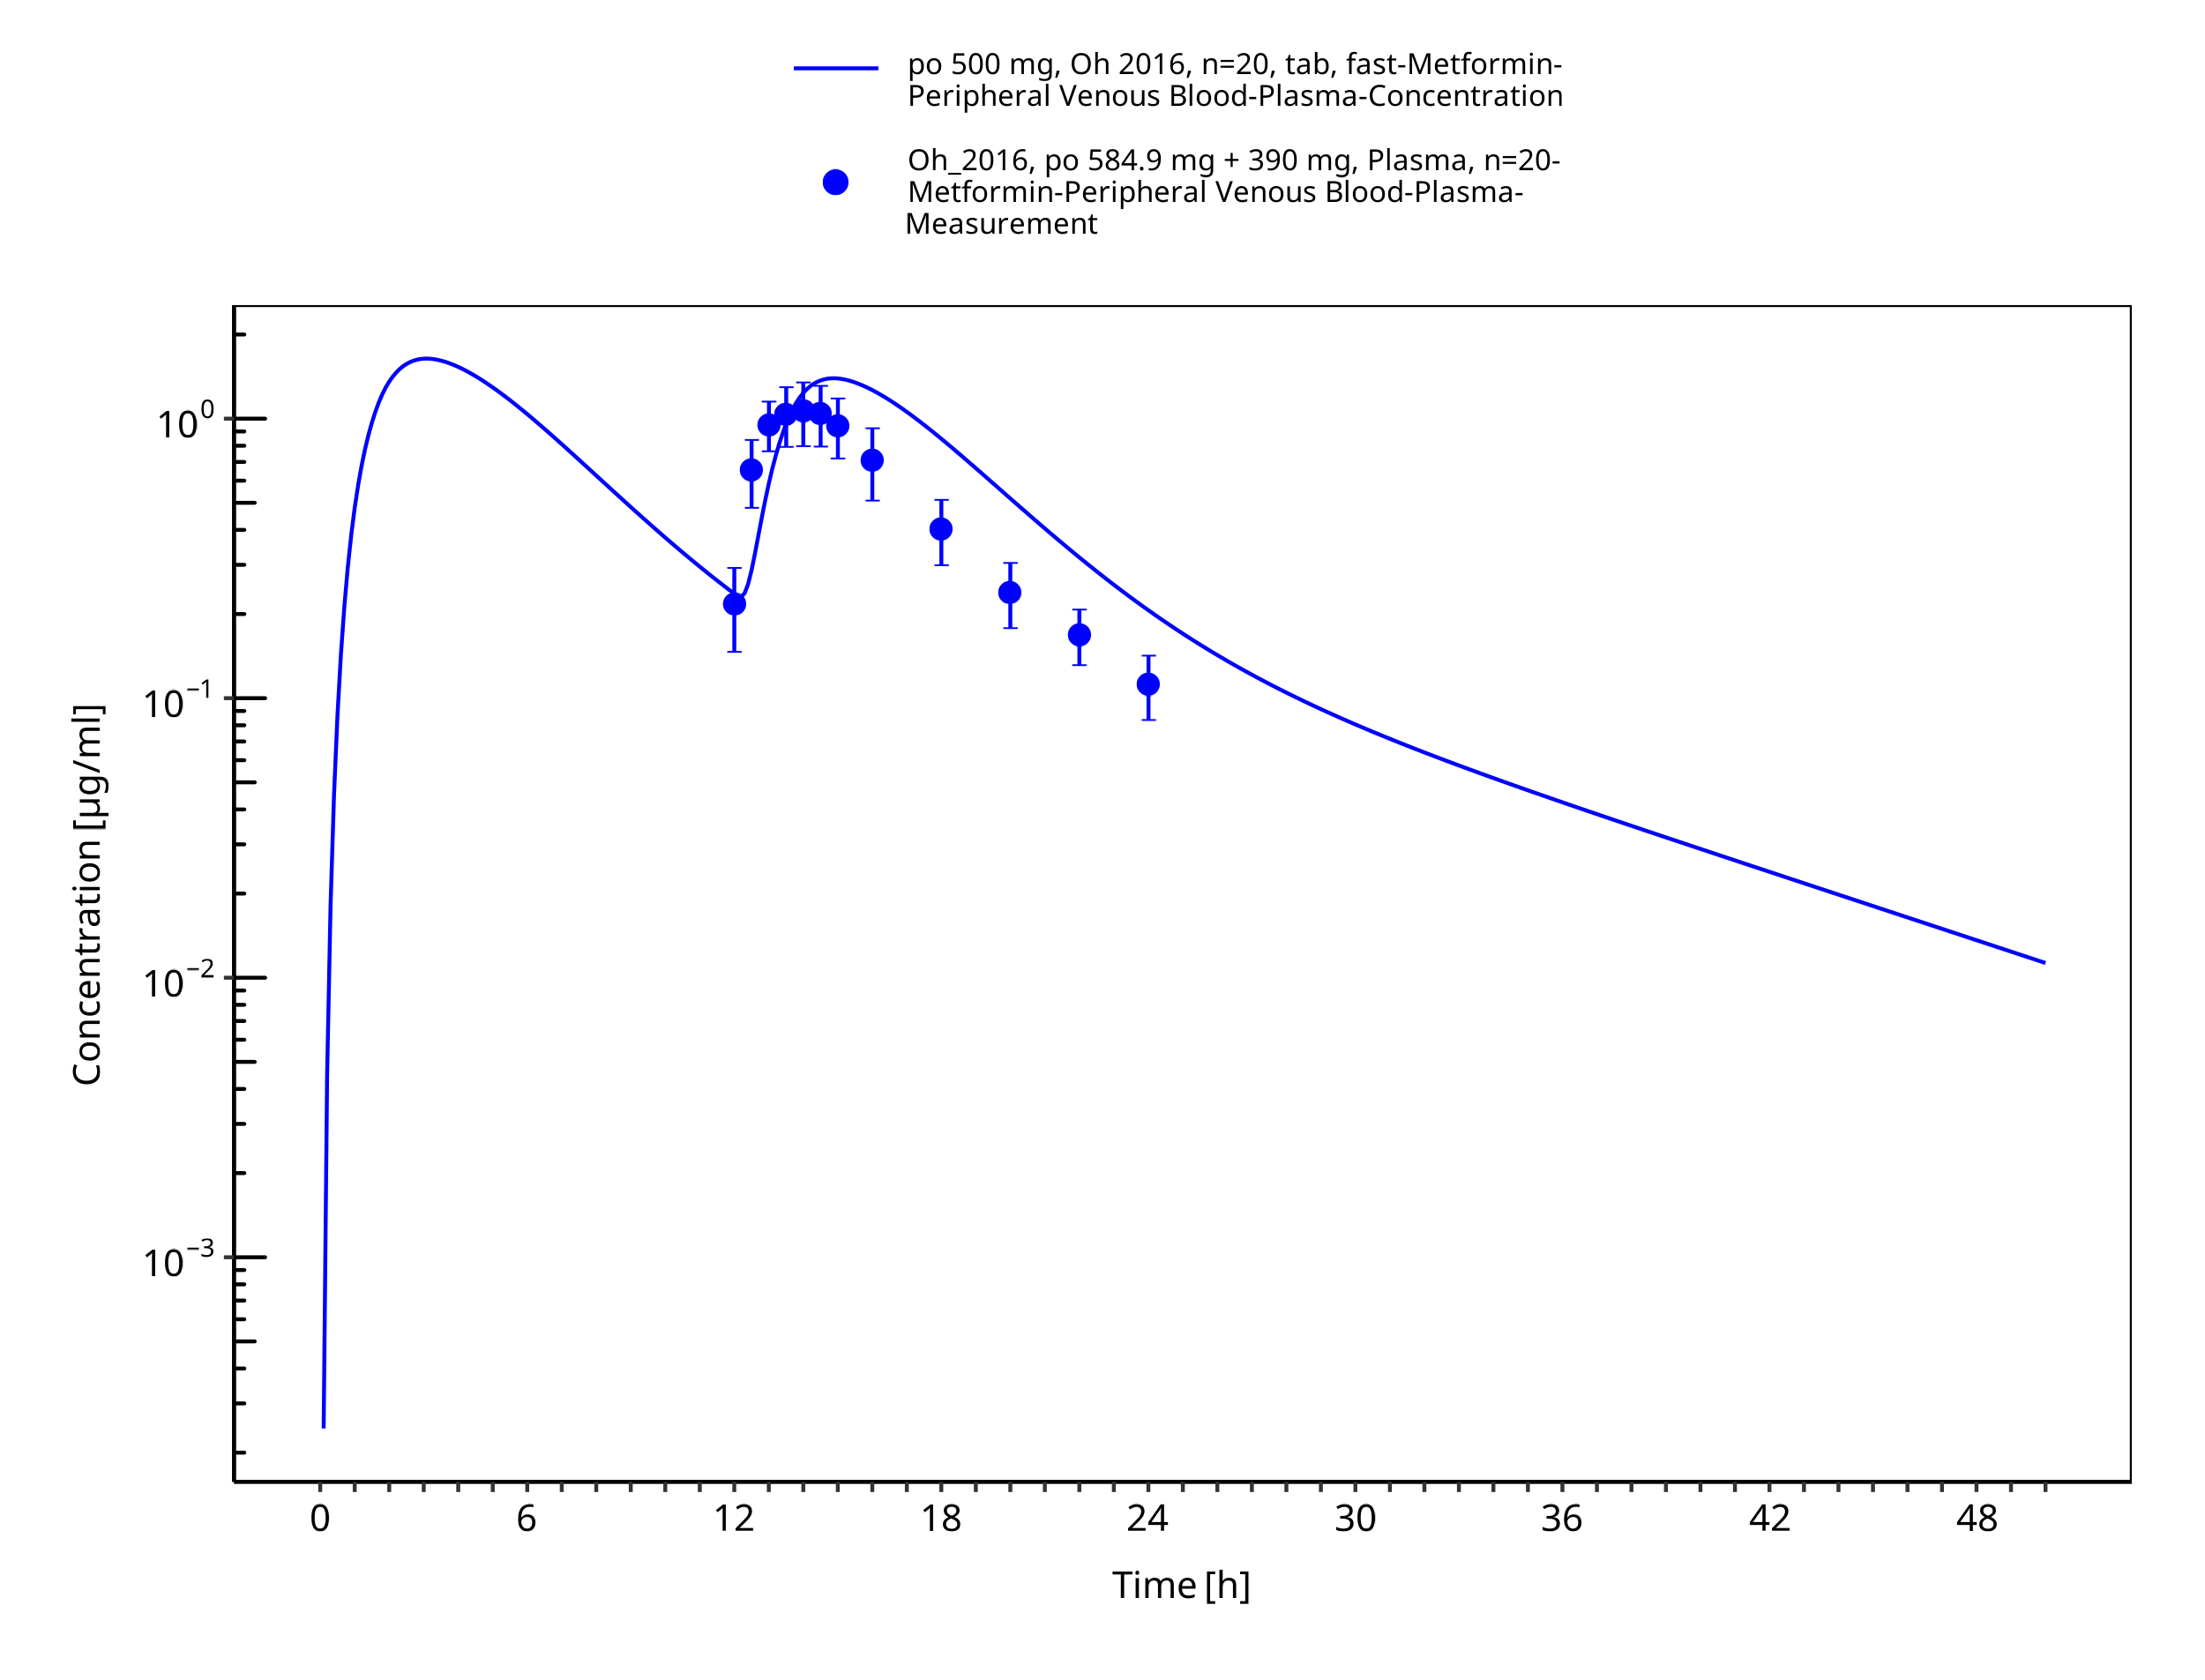 po 500 mg, Oh 2016, n=20, tab, fast-Metformin-
Peripheral Venous Blood-Plasma-Concentration
Oh_2016, po 584.9 mg + 390 mg, Plasma, n=20-
Metformin-Peripheral Venous Blood-Plasma-
Measurement
10⁰
10⁻¹
10⁻²
10⁻³
Concentration [µg/ml]
0 6 12 18 24 30 36 42 48
Time [h]